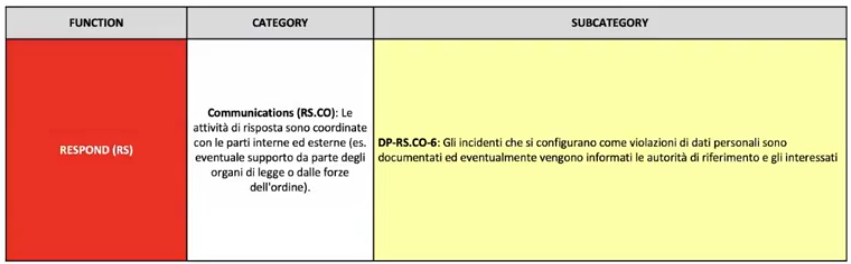 FUNCTION
CATEGORY
SUBCATEGORY
RESPOND (RS)
Communications (RS.CO): Le
attività di risposta sono coordinate
con le parti interne ed esterne (es.
eventuale supporto da parte degli
organi di legge o dalle forze
dell'ordine).
DP-RS.CO-6: Gli incidenti che si configurano come violazioni di dati personali sono
documentati ed eventualmente vengono informati le autorità di riferimento e gli interessati